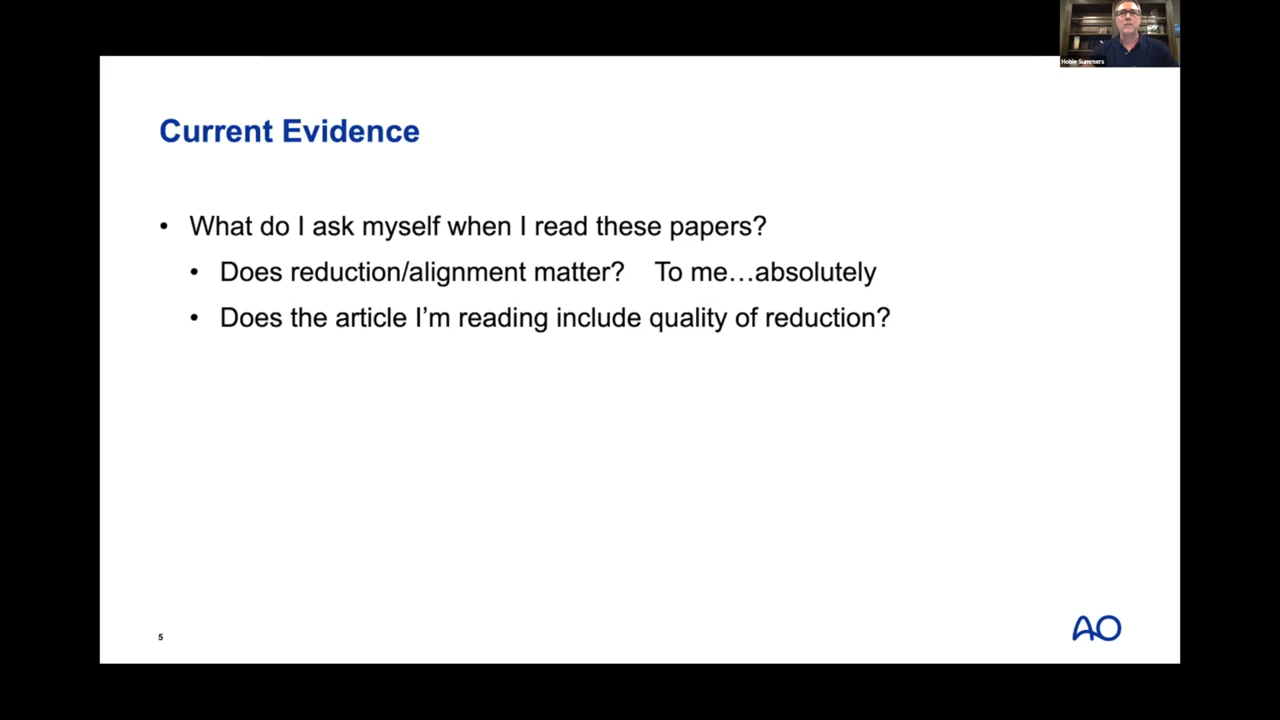 Hobie Summers
Current Evidence
• What do I ask myself when I read these papers?
• Does reduction/alignment matter? To me…absolutely
• Does the article I’m reading include quality of reduction?
5
AO